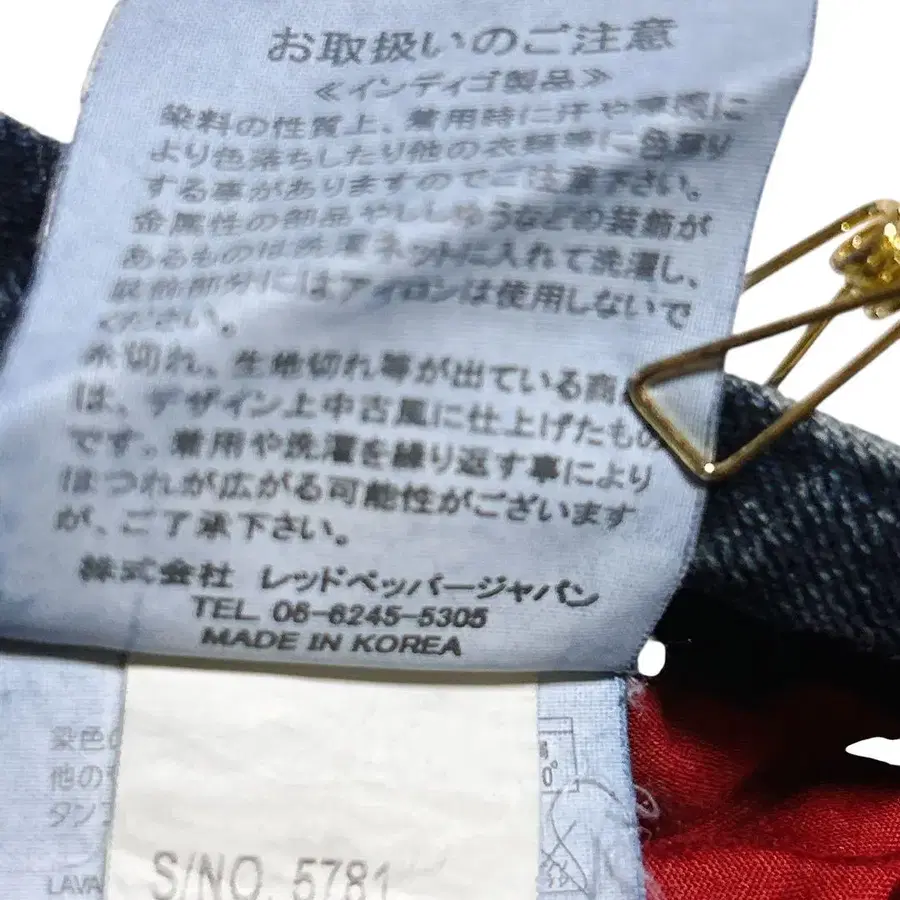 お取扱いのご注意
≪インディゴ製品≫
染料の性質上、着用時に汗や摩擦に
より色落ちしたり他の衣類等に色移り
する事がありますのでご注意下さい。
金属性の部品やししゅうなどの装飾が
あるものは洗濯ネットに入れて洗濯し、
装飾部分にはアイロンは使用しないで
ください。
糸切れ、生地切れ等が出ている商
は、デザイン上中古風に仕上げたもの
です。着用や洗濯を繰り返す事により
ほつれが広がる可能性がございます
が、ご了承下さい。
株式会社 レッドペッパージャパン
TEL 06-6245-5305
MADE IN KOREA
染色
他の
タン
LAVA
S/NO. 5781